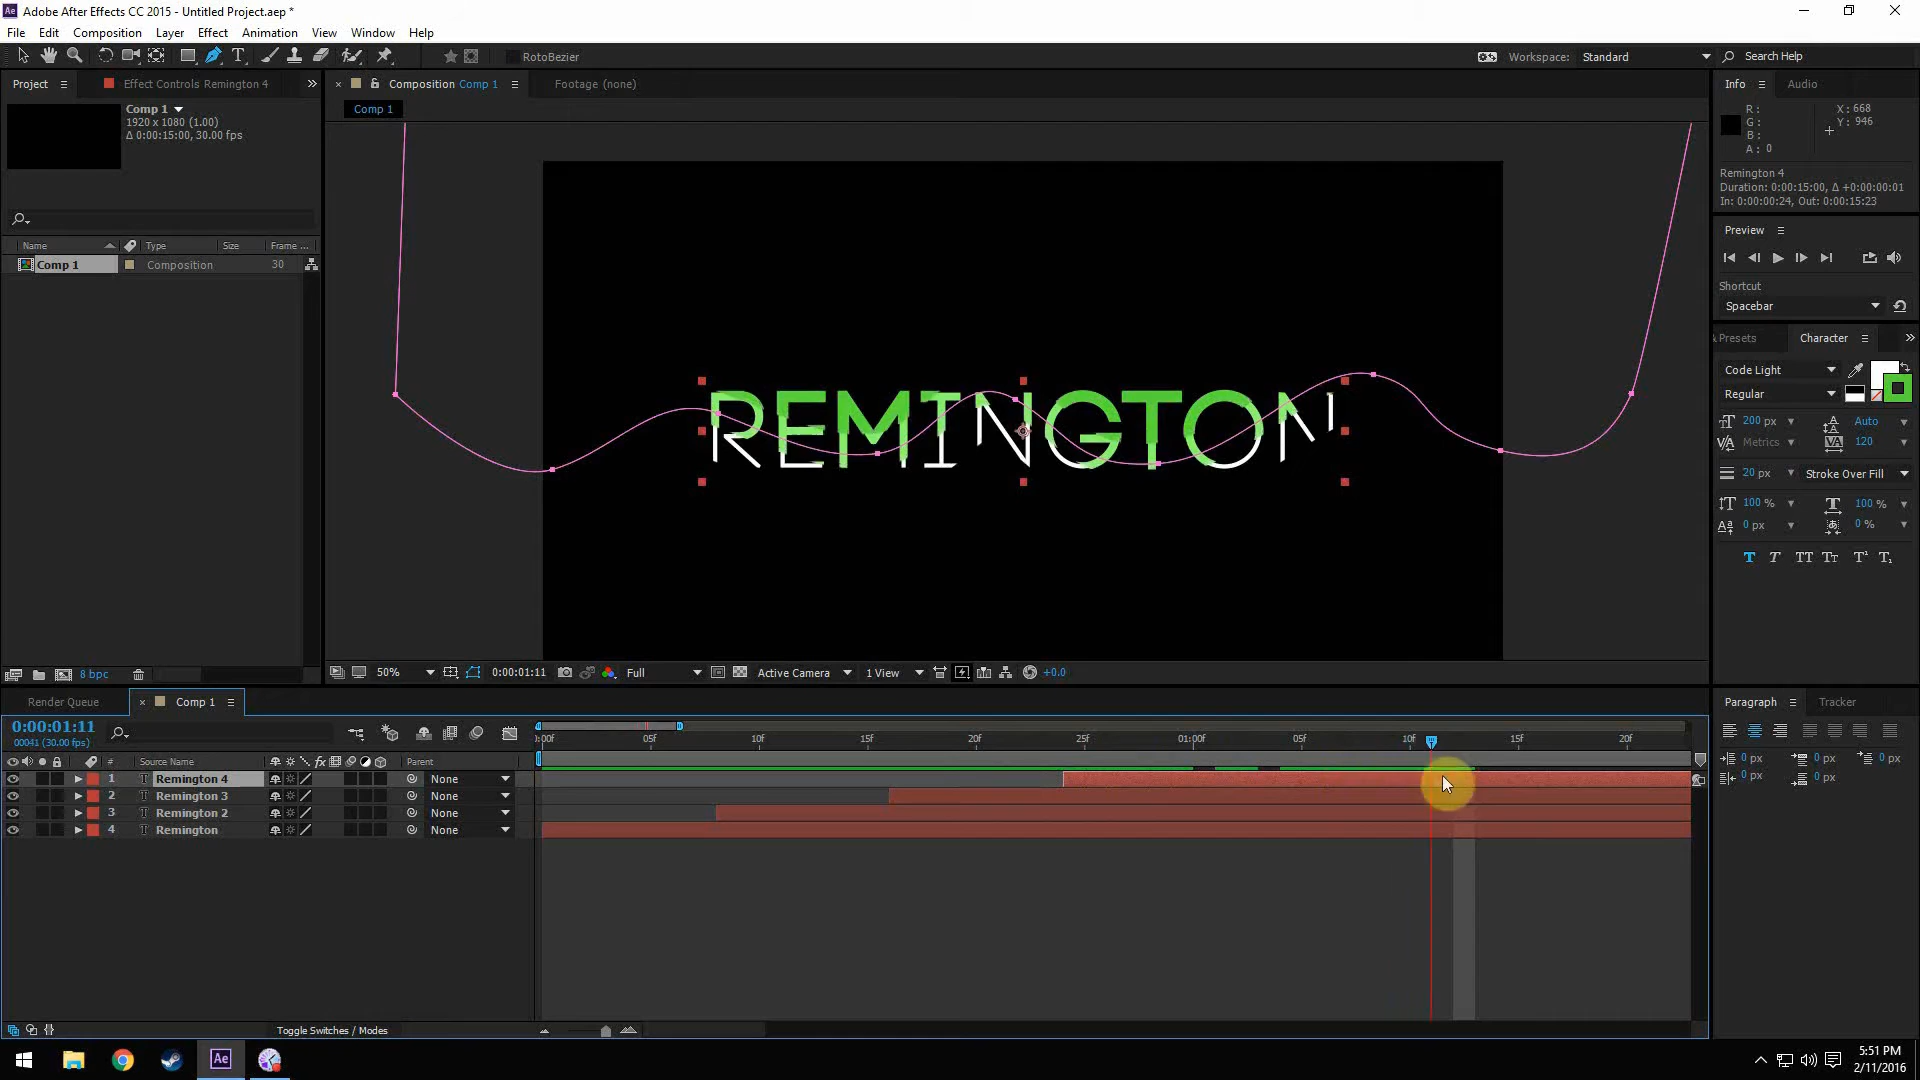 Adobe After Effects CC 2015 - Untitled Project.aep *
File Edit Composition Layer Effect Animation View Window Help
RotoBezier
Workspace: Standard
Search Help
Project
Effect Controls Remington 4
Composition Comp 1
Footage (none)
Info
Audio
Comp 1
1920 x 1080 (1.00)
Δ 0:00:15:00, 30.00 fps
Comp 1
R:
G:
B:
A: 0
X: 668
Y: 946
Remington 4
Duration: 0:00:15:00, Δ +0:00:00:01
In: 0:00:00:24, Out: 0:00:15:23
Preview
Shortcut
Spacebar
Name Type Size Frame ...
Comp 1 Composition 30
REMINGTON
& Presets
Character
Code Light
Regular
200 px
Auto
Metrics
120
20 px
Stroke Over Fill
100 %
100 %
0 px
0 %
T T TT Tt T¹ T₁
8 bpc
50%
0:00:01:11
Full
Active Camera
1 View
+0.0
Render Queue
Comp 1
Paragraph
Tracker
0:00:01:11
00041 (30.00 fps)
:00f 05f 10f 15f 20f 25f 01:00f 05f 10f 15f 20f
# Source Name fx Parent
1 T Remington 4 None
2 T Remington 3 None
3 T Remington 2 None
4 T Remington None
0 px 0 px 0 px
0 px 0 px
Toggle Switches / Modes
Ae
5:51 PM
2/11/2016